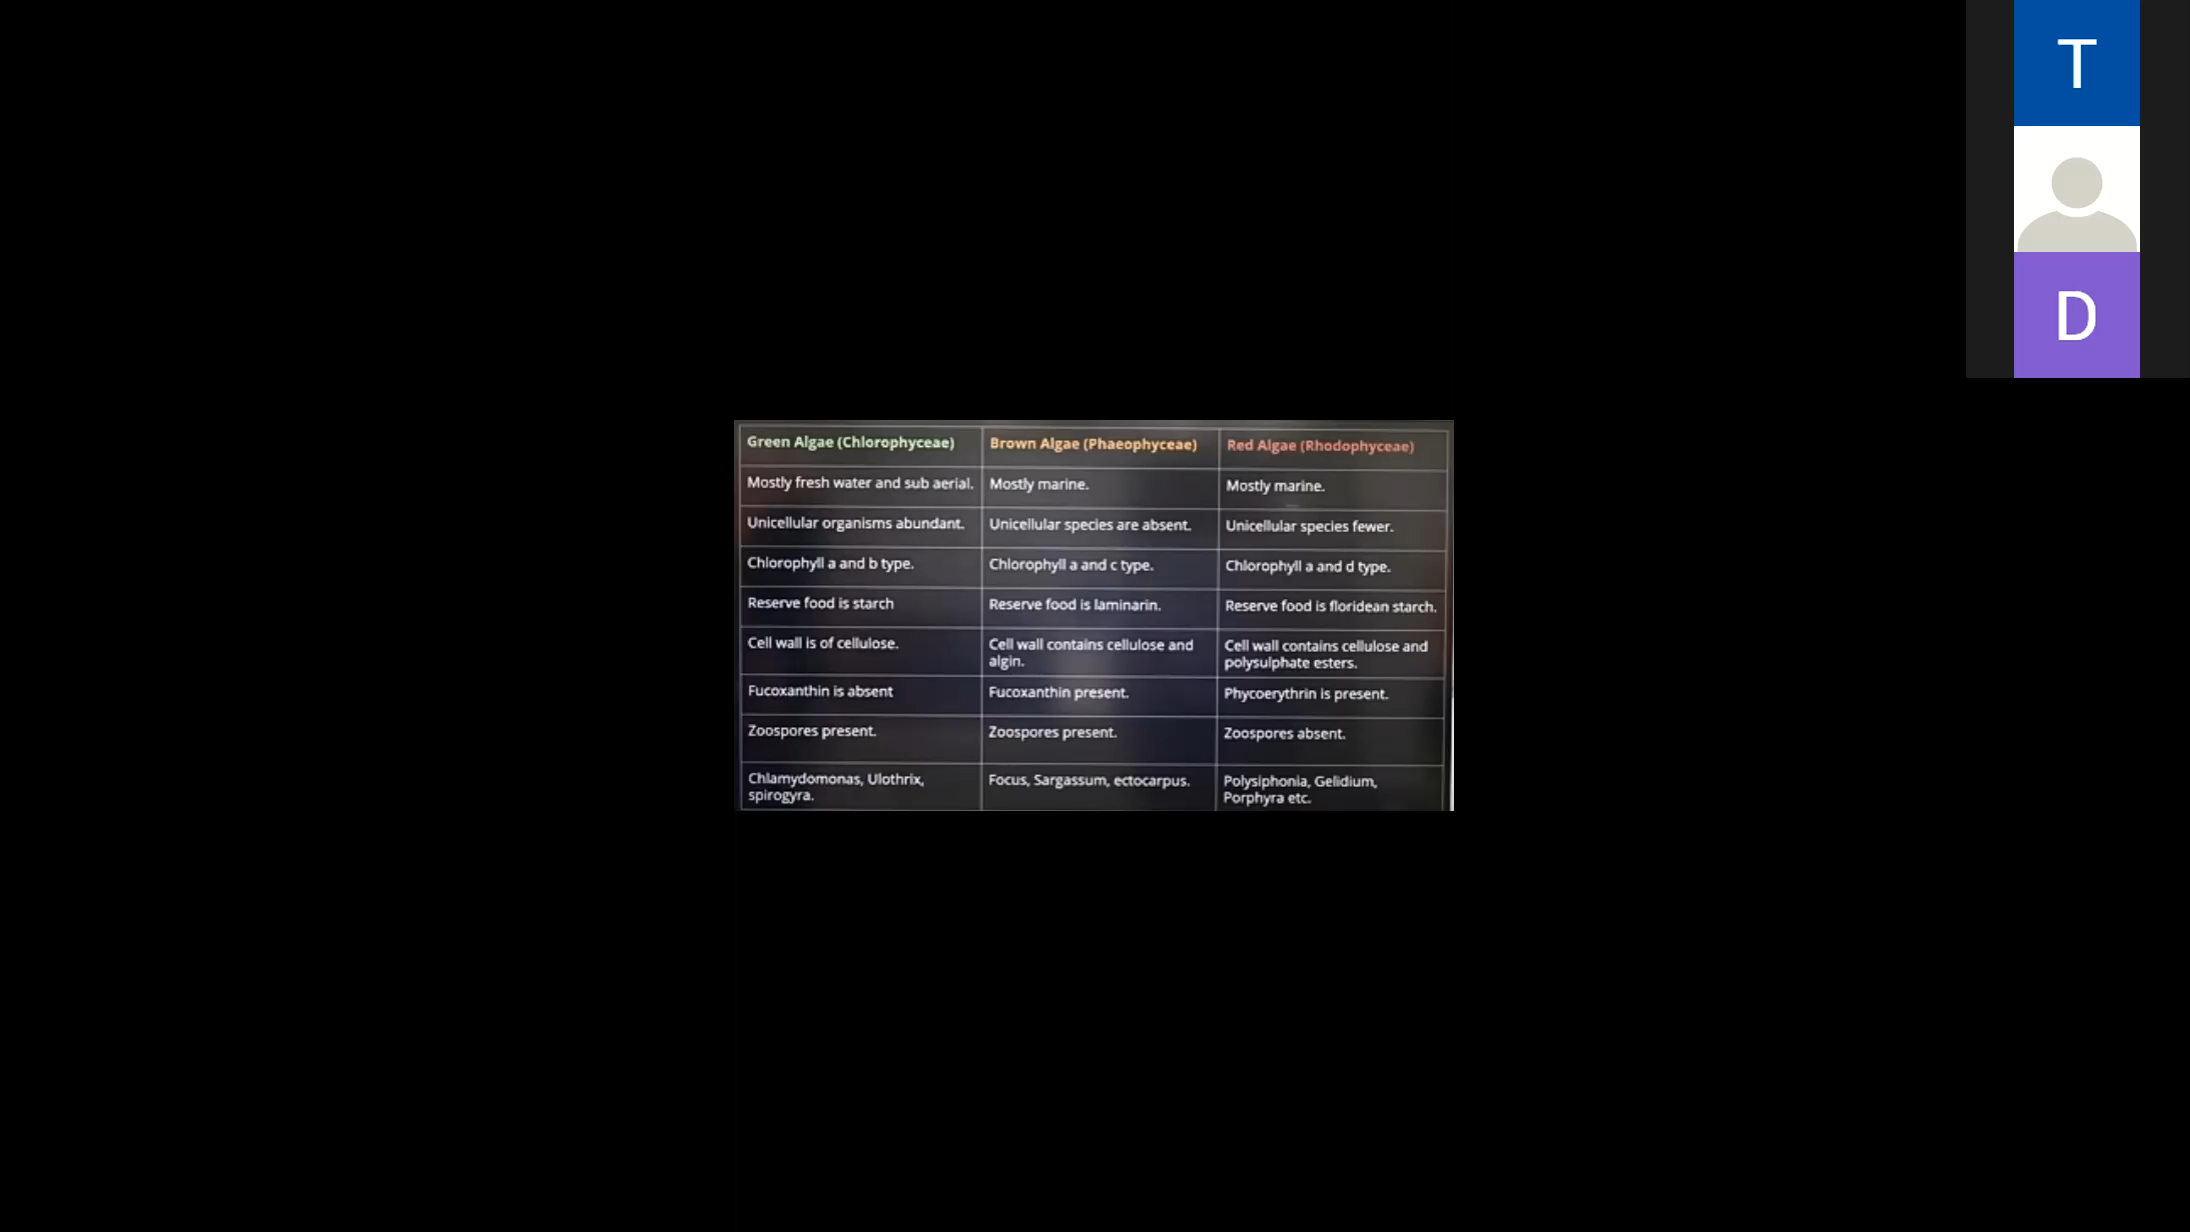 T
D
Green Algae (Chlorophyceae) Brown Algae (Phaeophyceae) Red Algae (Rhodophyceae)
Mostly fresh water and sub aerial. Mostly marine. Mostly marine.
Unicellular organisms abundant. Unicellular species are absent. Unicellular species fewer.
Chlorophyll a and b type. Chlorophyll a and c type. Chlorophyll a and d type.
Reserve food is starch Reserve food is laminarin. Reserve food is floridean starch.
Cell wall is of cellulose. Cell wall contains cellulose and Cell wall contains cellulose and
algin. polysulphate esters.
Fucoxanthin is absent Fucoxanthin present. Phycoerythrin is present.
Zoospores present. Zoospores present. Zoospores absent.
Chlamydomonas, Ulothrix, Focus, Sargassum, ectocarpus. Polysiphonia, Gelidium,
spirogyra. Porphyra etc.